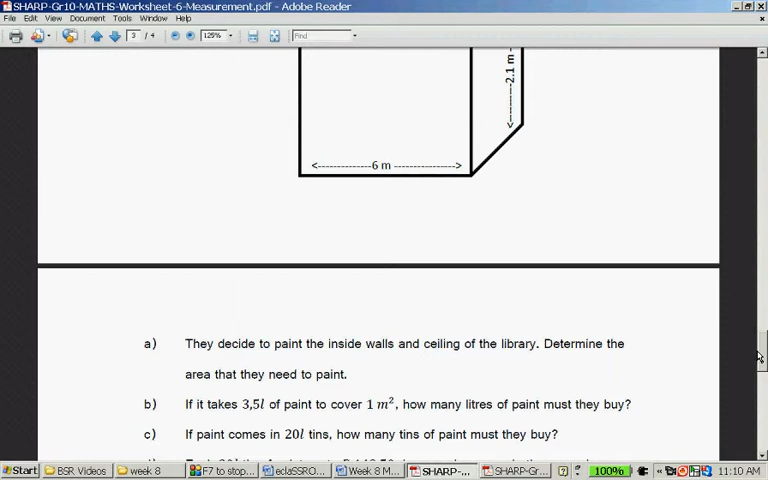 SHARP-Gr10-MATHS-Worksheet-6-Measurement.pdf - Adobe Reader
File Edit View Document Tools Window Help
3 / 4 125% Find
2.1 m
<---------------6 m ----------------->
a) They decide to paint the inside walls and ceiling of the library. Determine the
area that they need to paint.
b) If it takes 3,5l of paint to cover 1 m², how many litres of paint must they buy?
c) If paint comes in 20l tins, how many tins of paint must they buy?
Start BSR Videos week 8 F7 to stop... eclaSSRO... Week 8 M... SHARP-... SHARP-Gr... 100% 11:10 AM